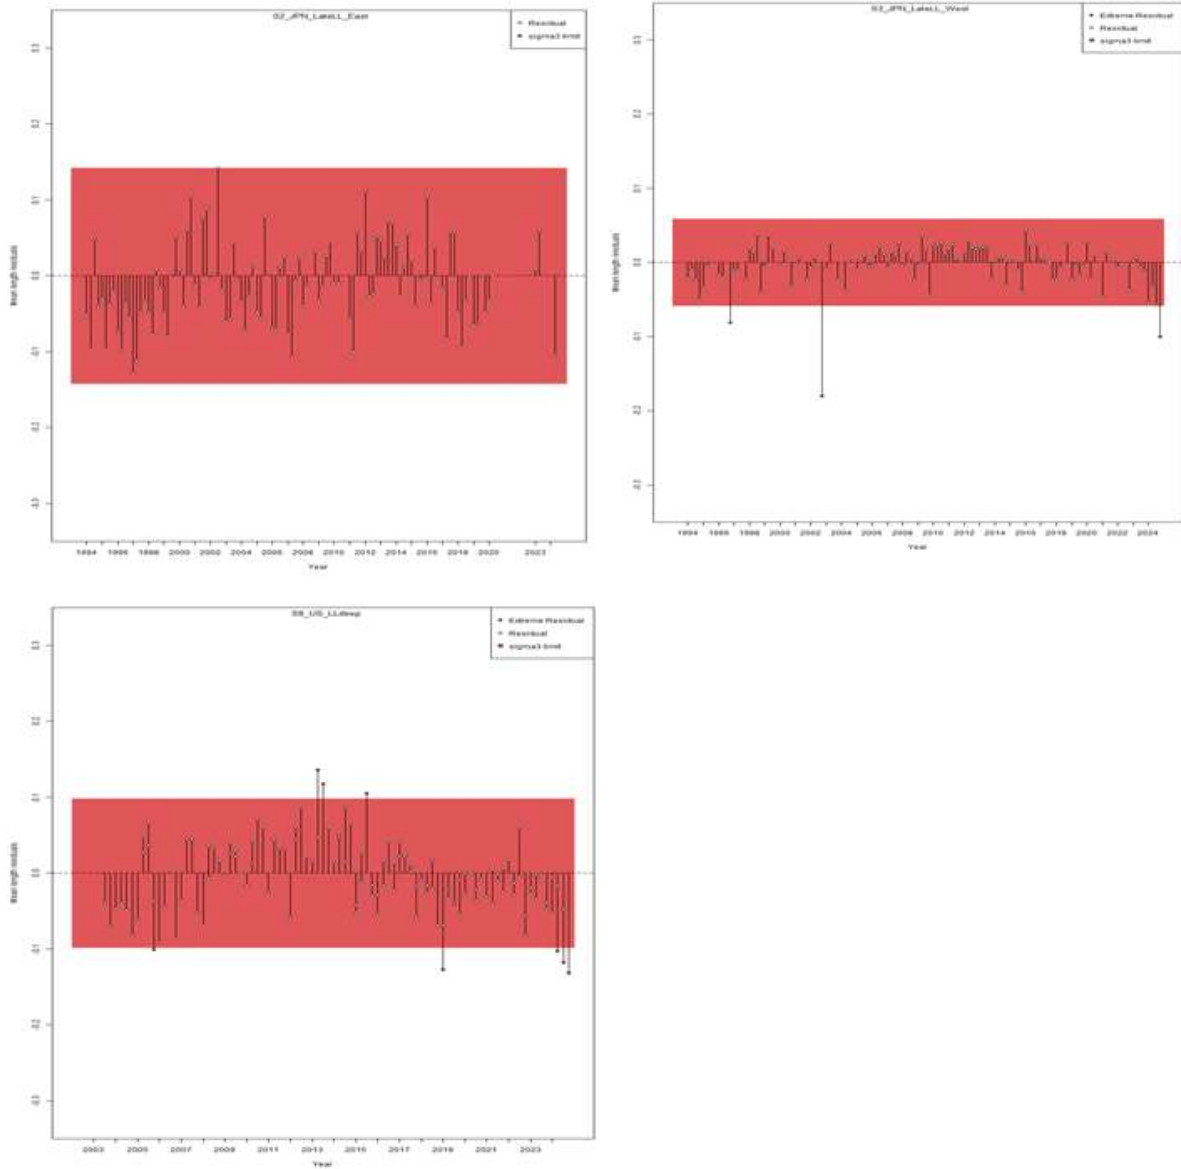 S2_JPN_LateLL_East
Residual
sigma3 limit
0.3
0.2
0.1
0.0
-0.1
-0.2
-0.3
Mean length residuals
1994 1996 1998 2000 2002 2004 2006 2008 2010 2012 2014 2016 2018 2020 2023
Year
S3_JPN_LateLL_West
Extreme Residual
Residual
sigma3 limit
0.3
0.2
0.1
0.0
-0.1
-0.2
-0.3
Mean length residuals
1994 1996 1998 2000 2002 2004 2006 2008 2010 2012 2014 2016 2018 2020 2022 2024
Year
S8_US_LLdeep
Extreme Residual
Residual
sigma3 limit
0.3
0.2
0.1
0.0
-0.1
-0.2
-0.3
Mean length residuals
2003 2005 2007 2009 2011 2013 2015 2017 2019 2021 2023
Year